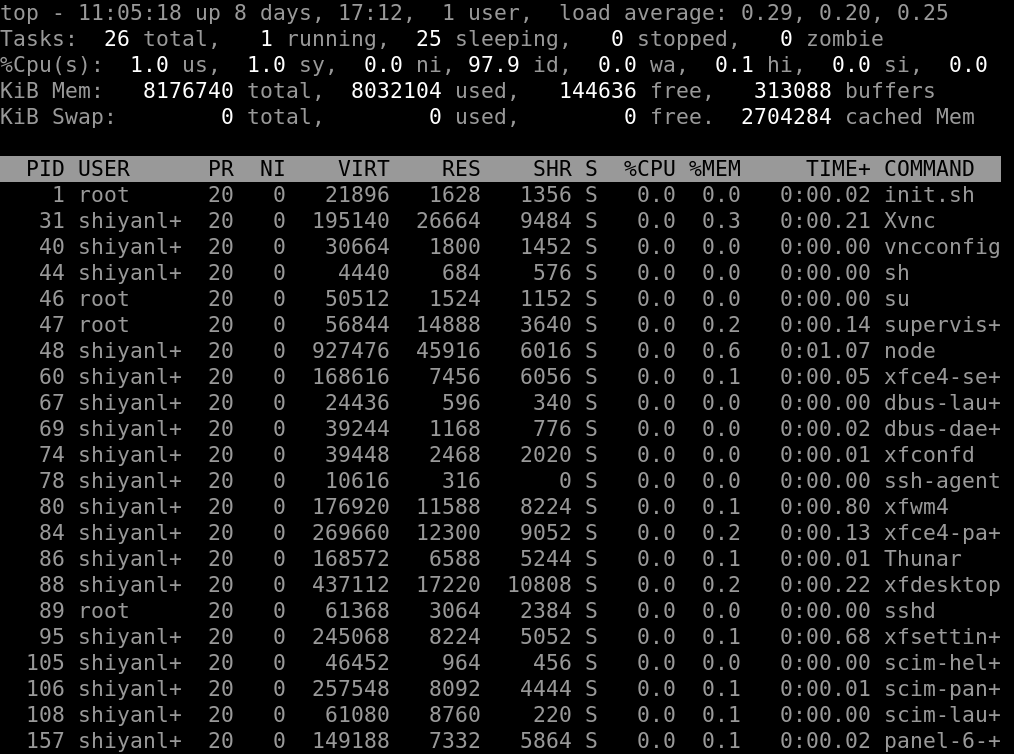 top - 11:05:18 up 8 days, 17:12,  1 user,  load average: 0.29, 0.20, 0.25
Tasks:  26 total,   1 running,  25 sleeping,   0 stopped,   0 zombie
%Cpu(s):  1.0 us,  1.0 sy,  0.0 ni, 97.9 id,  0.0 wa,  0.1 hi,  0.0 si,  0.0
KiB Mem:   8176740 total,  8032104 used,   144636 free,   313088 buffers
KiB Swap:        0 total,        0 used,        0 free.  2704284 cached Mem
  PID USER      PR  NI    VIRT    RES    SHR S  %CPU %MEM     TIME+ COMMAND
    1 root      20   0   21896   1628   1356 S   0.0  0.0   0:00.02 init.sh
   31 shiyanl+  20   0  195140  26664   9484 S   0.0  0.3   0:00.21 Xvnc
   40 shiyanl+  20   0   30664   1800   1452 S   0.0  0.0   0:00.00 vncconfig
   44 shiyanl+  20   0    4440    684    576 S   0.0  0.0   0:00.00 sh
   46 root      20   0   50512   1524   1152 S   0.0  0.0   0:00.00 su
   47 root      20   0   56844  14888   3640 S   0.0  0.2   0:00.14 supervis+
   48 shiyanl+  20   0  927476  45916   6016 S   0.0  0.6   0:01.07 node
   60 shiyanl+  20   0  168616   7456   6056 S   0.0  0.1   0:00.05 xfce4-se+
   67 shiyanl+  20   0   24436    596    340 S   0.0  0.0   0:00.00 dbus-lau+
   69 shiyanl+  20   0   39244   1168    776 S   0.0  0.0   0:00.02 dbus-dae+
   74 shiyanl+  20   0   39448   2468   2020 S   0.0  0.0   0:00.01 xfconfd
   78 shiyanl+  20   0   10616    316      0 S   0.0  0.0   0:00.00 ssh-agent
   80 shiyanl+  20   0  176920  11588   8224 S   0.0  0.1   0:00.80 xfwm4
   84 shiyanl+  20   0  269660  12300   9052 S   0.0  0.2   0:00.13 xfce4-pa+
   86 shiyanl+  20   0  168572   6588   5244 S   0.0  0.1   0:00.01 Thunar
   88 shiyanl+  20   0  437112  17220  10808 S   0.0  0.2   0:00.22 xfdesktop
   89 root      20   0   61368   3064   2384 S   0.0  0.0   0:00.00 sshd
   95 shiyanl+  20   0  245068   8224   5052 S   0.0  0.1   0:00.68 xfsettin+
  105 shiyanl+  20   0   46452    964    456 S   0.0  0.0   0:00.00 scim-hel+
  106 shiyanl+  20   0  257548   8092   4444 S   0.0  0.1   0:00.01 scim-pan+
  108 shiyanl+  20   0   61080   8760    220 S   0.0  0.1   0:00.00 scim-lau+
  157 shiyanl+  20   0  149188   7332   5864 S   0.0  0.1   0:00.02 panel-6-+